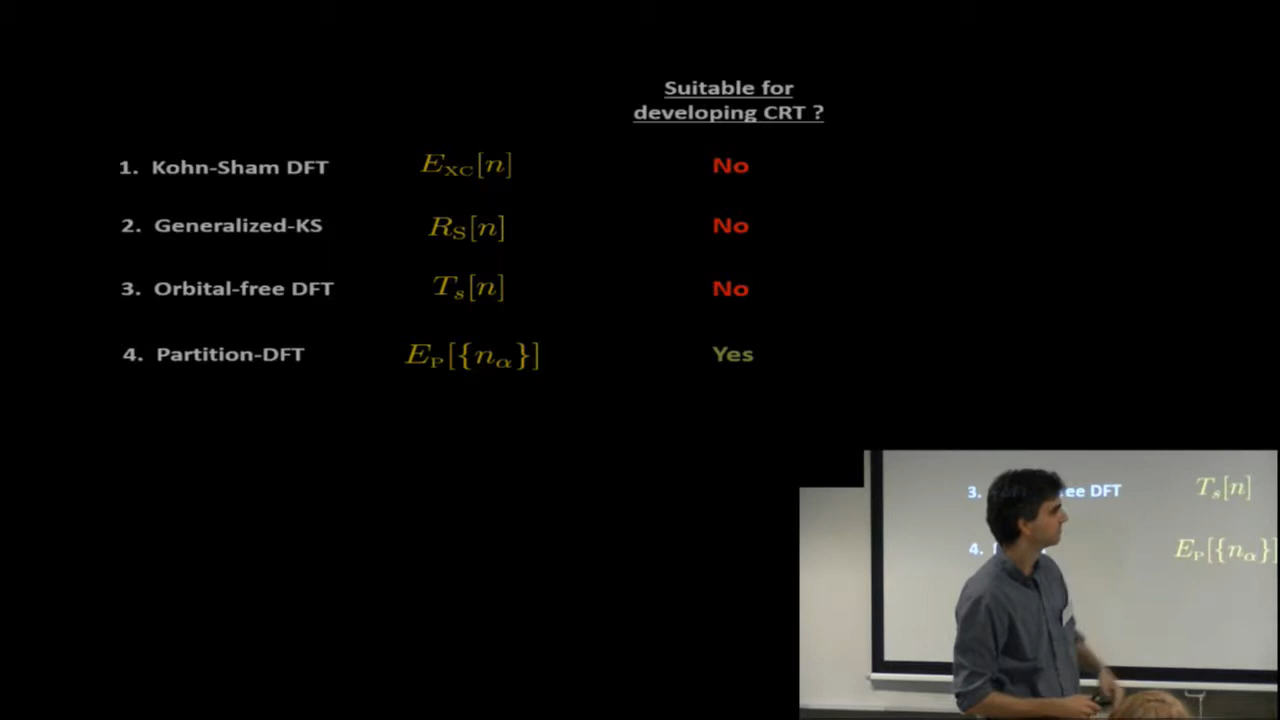 Suitable for
developing CRT ?
1. Kohn-Sham DFT E_XC[n] No
2. Generalized-KS R_S[n] No
3. Orbital-free DFT T_s[n] No
4. Partition-DFT E_P[{n_α}] Yes
3. ee DFT T_s[n]
4. E_P[{n_α}]